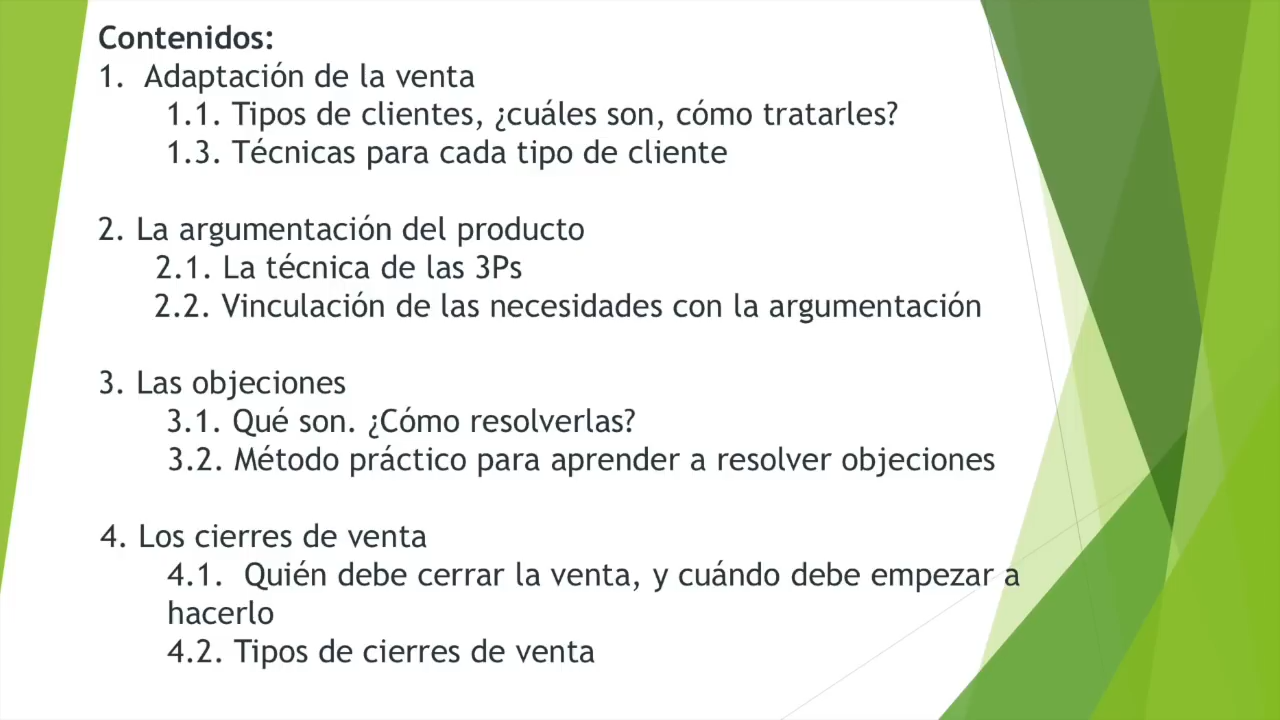 Contenidos:
1. Adaptación de la venta
1.1. Tipos de clientes, ¿cuáles son, cómo tratarles?
1.3. Técnicas para cada tipo de cliente
2. La argumentación del producto
2.1. La técnica de las 3Ps
2.2. Vinculación de las necesidades con la argumentación
3. Las objeciones
3.1. Qué son. ¿Cómo resolverlas?
3.2. Método práctico para aprender a resolver objeciones
4. Los cierres de venta
4.1. Quién debe cerrar la venta, y cuándo debe empezar a
hacerlo
4.2. Tipos de cierres de venta